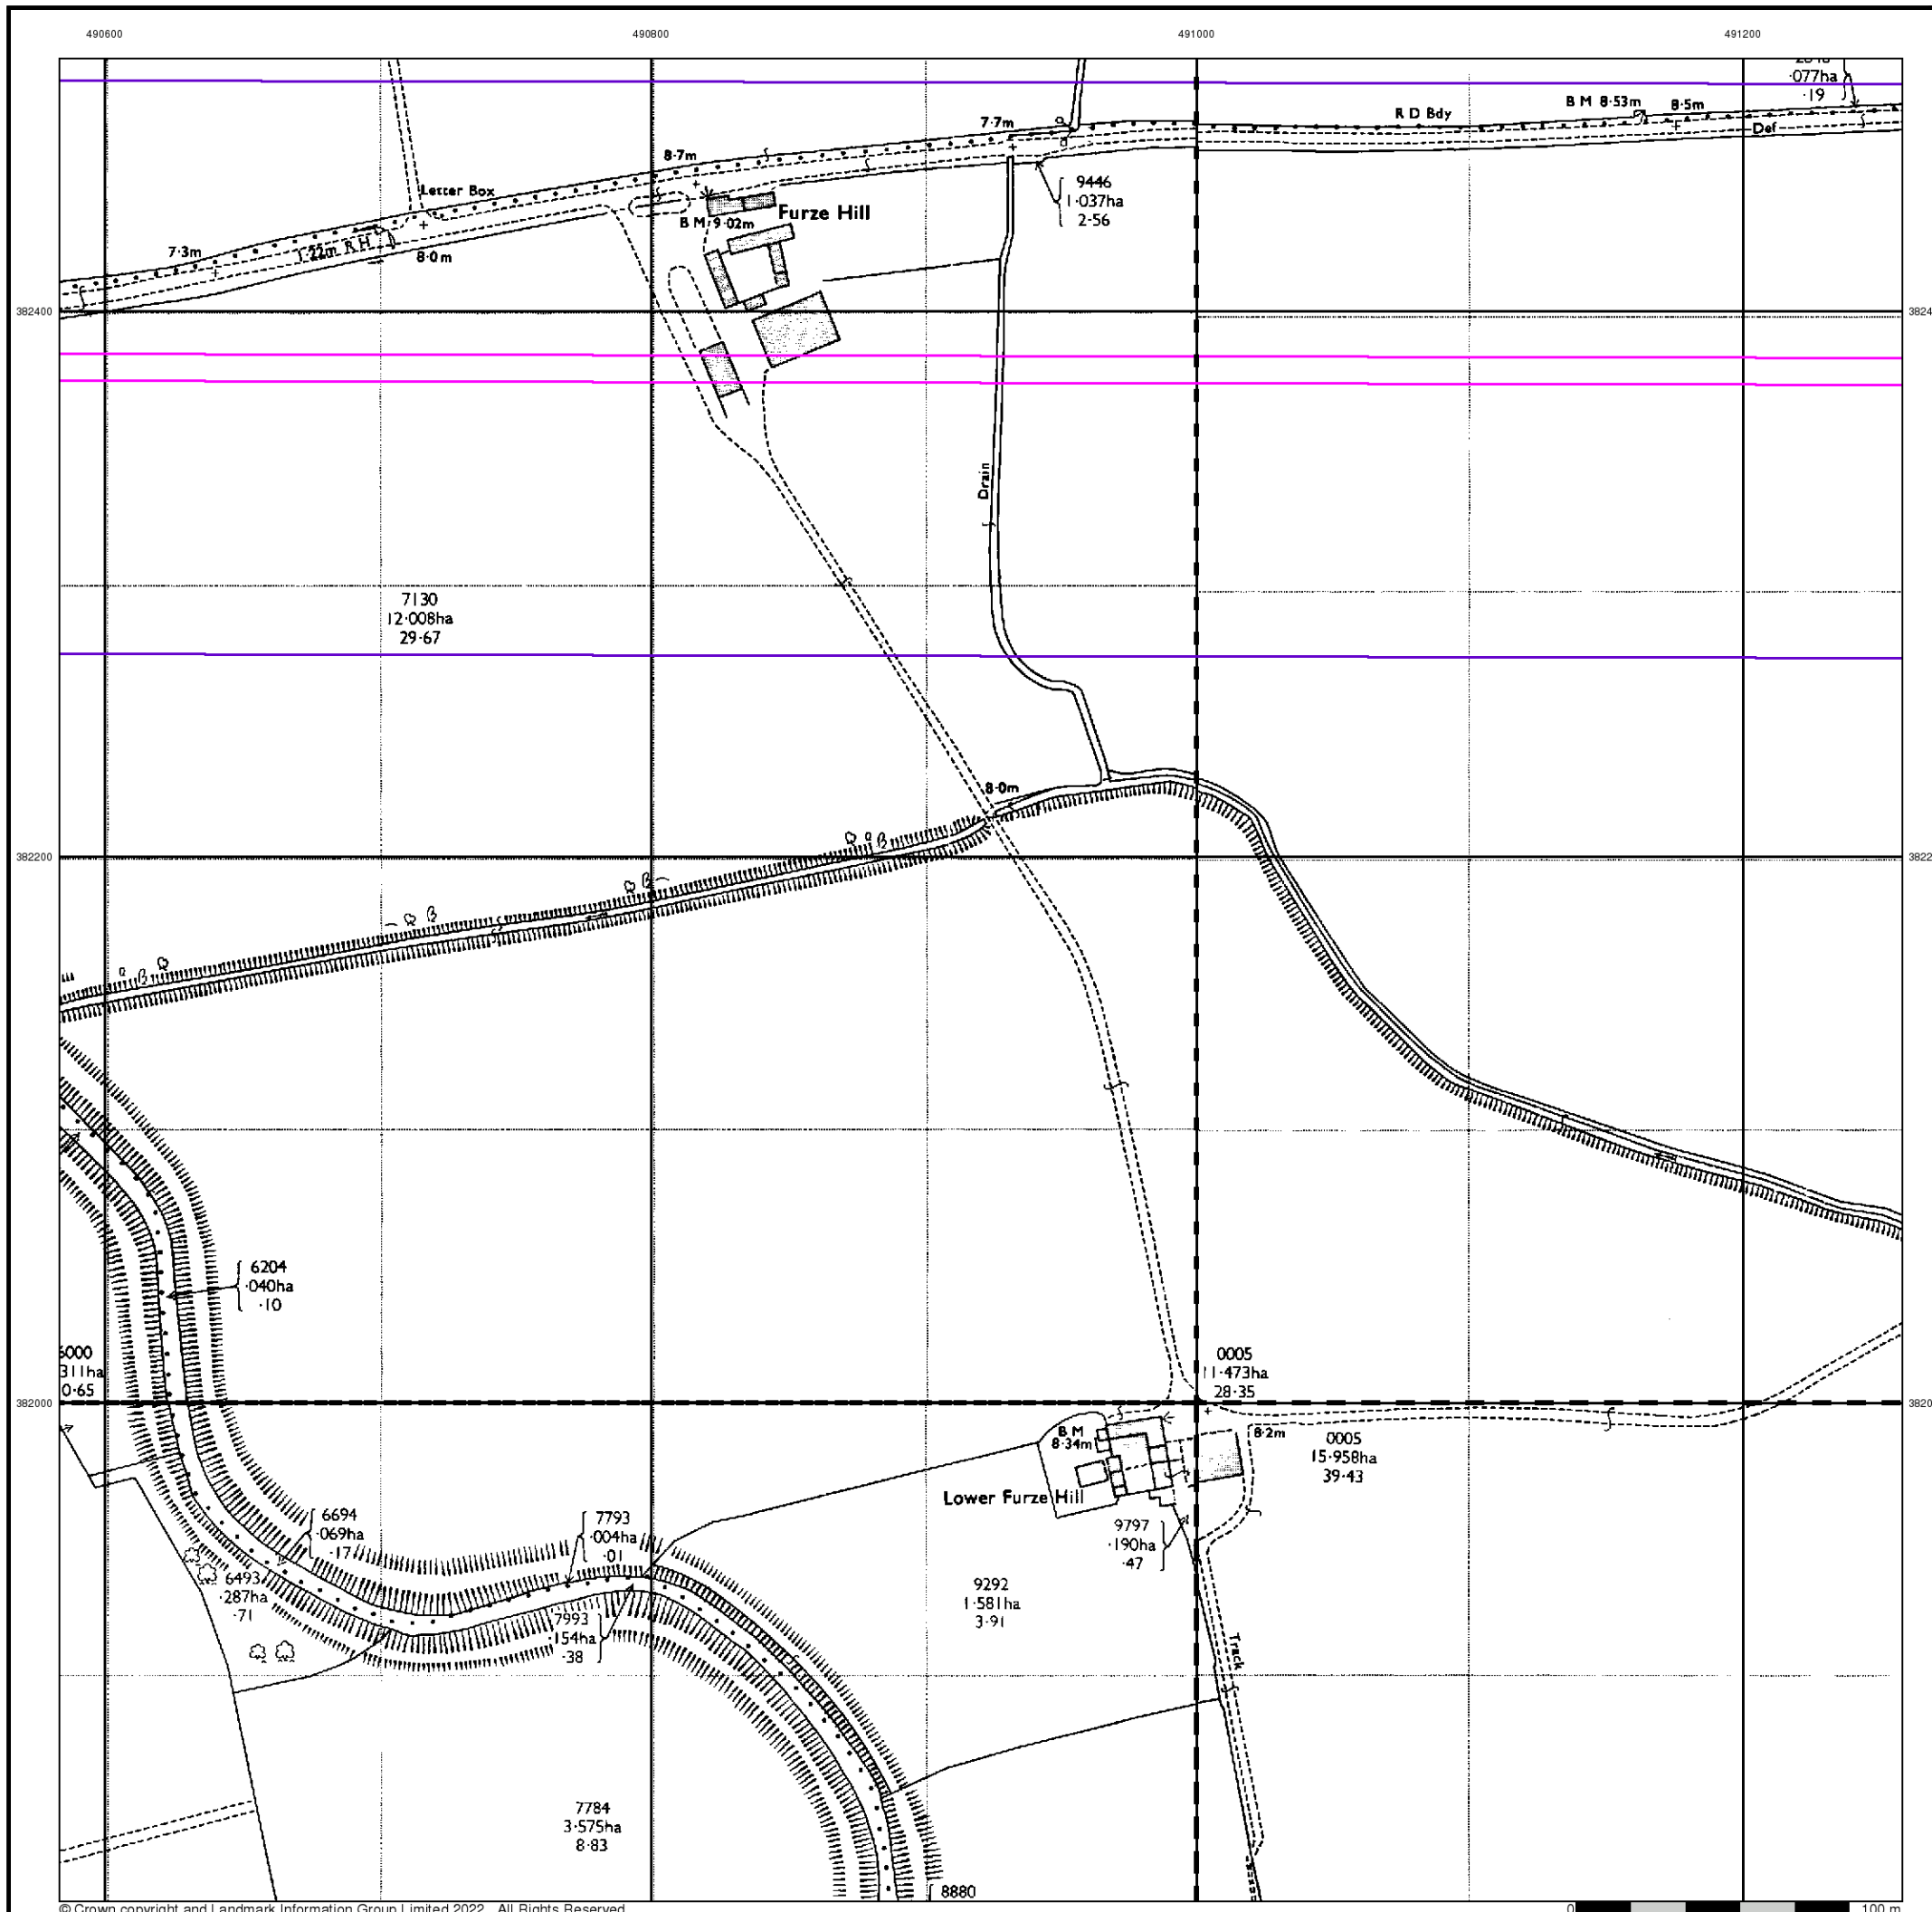 490600 490800 491000 491200
·077ha
·19
B M 8·53m
8·5m
R D Bdy
Def
7·7m
8·7m
Letter Box
9446
1·037ha
2·56
Furze Hill
B M 9·02m
7·3m
1·22m R H
8·0m
382400
Drain
7130
12·008ha
29·67
8·0m
382200
6204
·040ha
·10
311ha
0·65
0005
11·473ha
28·35
382000
B M
8·34m
8·2m
0005
15·958ha
39·43
Lower Furze Hill
6694
·069ha
·17
7793
·004ha
·01
9797
·190ha
·47
6493
·287ha
·71
9292
1·581ha
3·91
7993
·154ha
·38
Track
7784
3·575ha
8·83
8880
© Crown copyright and Landmark Information Group Limited 2022. All Rights Reserved.
0 100 m